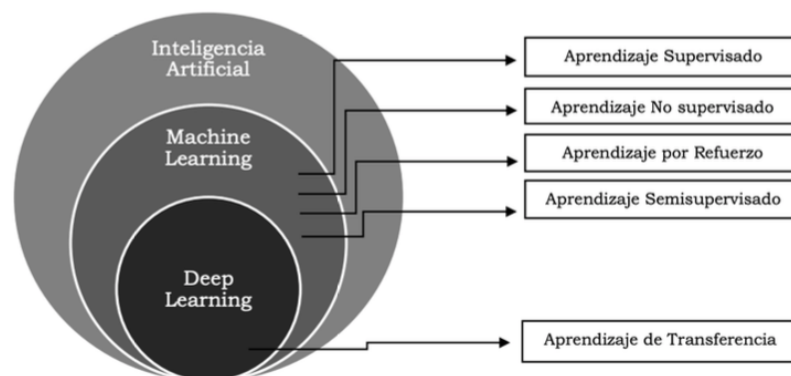 Inteligencia
Artificial
Machine
Learning
Deep
Learning
Aprendizaje Supervisado
Aprendizaje No supervisado
Aprendizaje por Refuerzo
Aprendizaje Semisupervisado
Aprendizaje de Transferencia